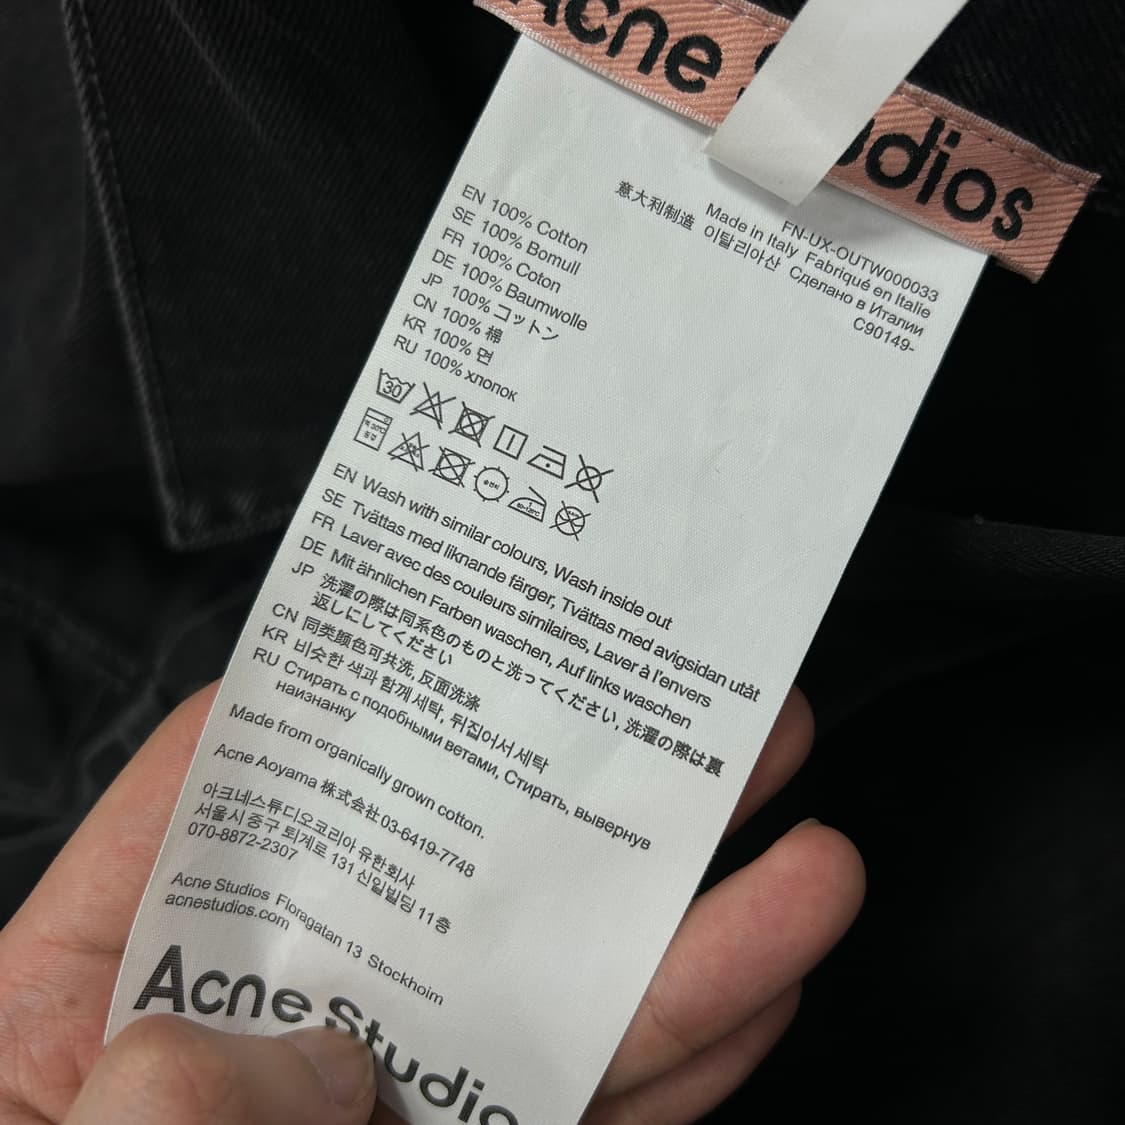 Acne Studios
FN-UX-OUTW000033
意大利制造 Made in Italy Fabriqué en Italie
이탈리아산 Сделано в Италии
C90149-
EN 100% Cotton
SE 100% Bomull
FR 100% Coton
DE 100% Baumwolle
JP 100% コットン
CN 100% 棉
KR 100% 면
RU 100% хлопок
30
EN Wash with similar colours, Wash inside out
SE Tvättas med liknande färger, Tvättas med avigsidan utåt
FR Laver avec des couleurs similaires, Laver à l'envers
DE Mit ähnlichen Farben waschen, Auf links waschen
JP 洗濯の際は同系色のものと洗ってください, 洗濯の際は裏
返しにしてください
CN 同类颜色可共洗, 反面洗涤
KR 비슷한 색과 함께 세탁, 뒤집어서 세탁
RU Стирать с подобными ветами, Стирать, вывернув
наизнанку
Made from organically grown cotton.
Acne Aoyama 株式会社 03-6419-7748
아크네스튜디오코리아 유한회사
서울시 중구 퇴계로 131 신일빌딩 11층
070-8872-2307
Acne Studios Floragatan 13 Stockhoim
acnestudios.com
Acne Studio